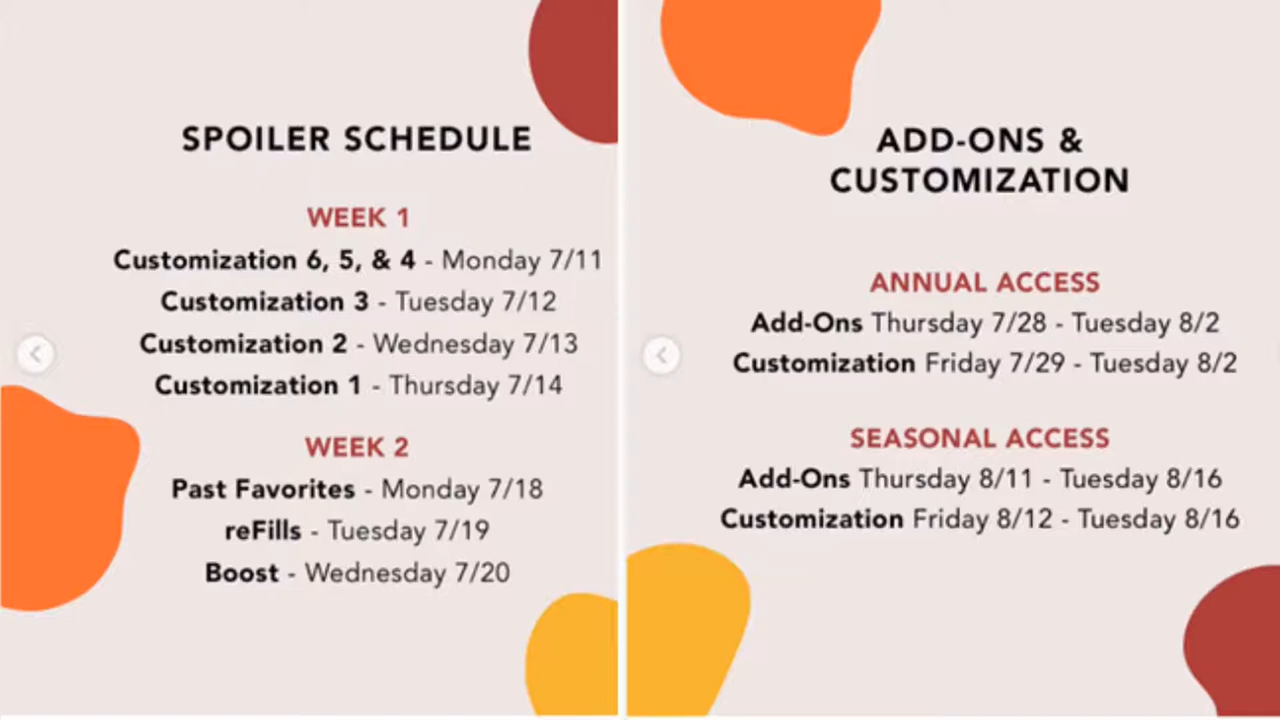 SPOILER SCHEDULE
WEEK 1
Customization 6, 5, & 4 - Monday 7/11
Customization 3 - Tuesday 7/12
Customization 2 - Wednesday 7/13
Customization 1 - Thursday 7/14
WEEK 2
Past Favorites - Monday 7/18
reFills - Tuesday 7/19
Boost - Wednesday 7/20
ADD-ONS &
CUSTOMIZATION
ANNUAL ACCESS
Add-Ons Thursday 7/28 - Tuesday 8/2
Customization Friday 7/29 - Tuesday 8/2
SEASONAL ACCESS
Add-Ons Thursday 8/11 - Tuesday 8/16
Customization Friday 8/12 - Tuesday 8/16